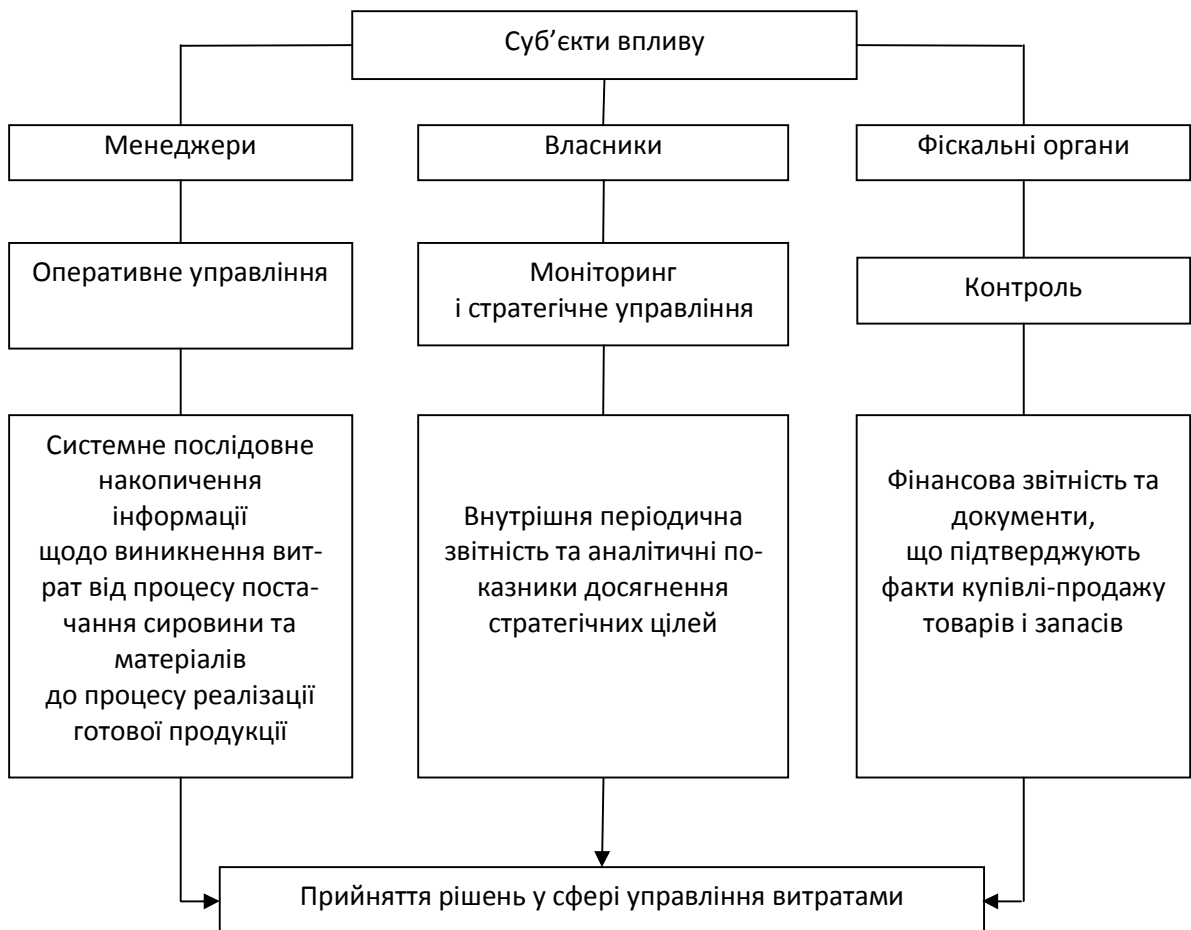 Суб’єкти впливу
Менеджери
Власники
Фіскальні органи
Оперативне управління
Моніторинг
і стратегічне управління
Контроль
Системне послідовне
накопичення
інформації
щодо виникнення вит-
рат від процесу поста-
чання сировини та
матеріалів
до процесу реалізації
готової продукції
Внутрішня періодична
звітність та аналітичні по-
казники досягнення
стратегічних цілей
Фінансова звітність та
документи,
що підтверджують
факти купівлі-продажу
товарів і запасів
Прийняття рішень у сфері управління витратами